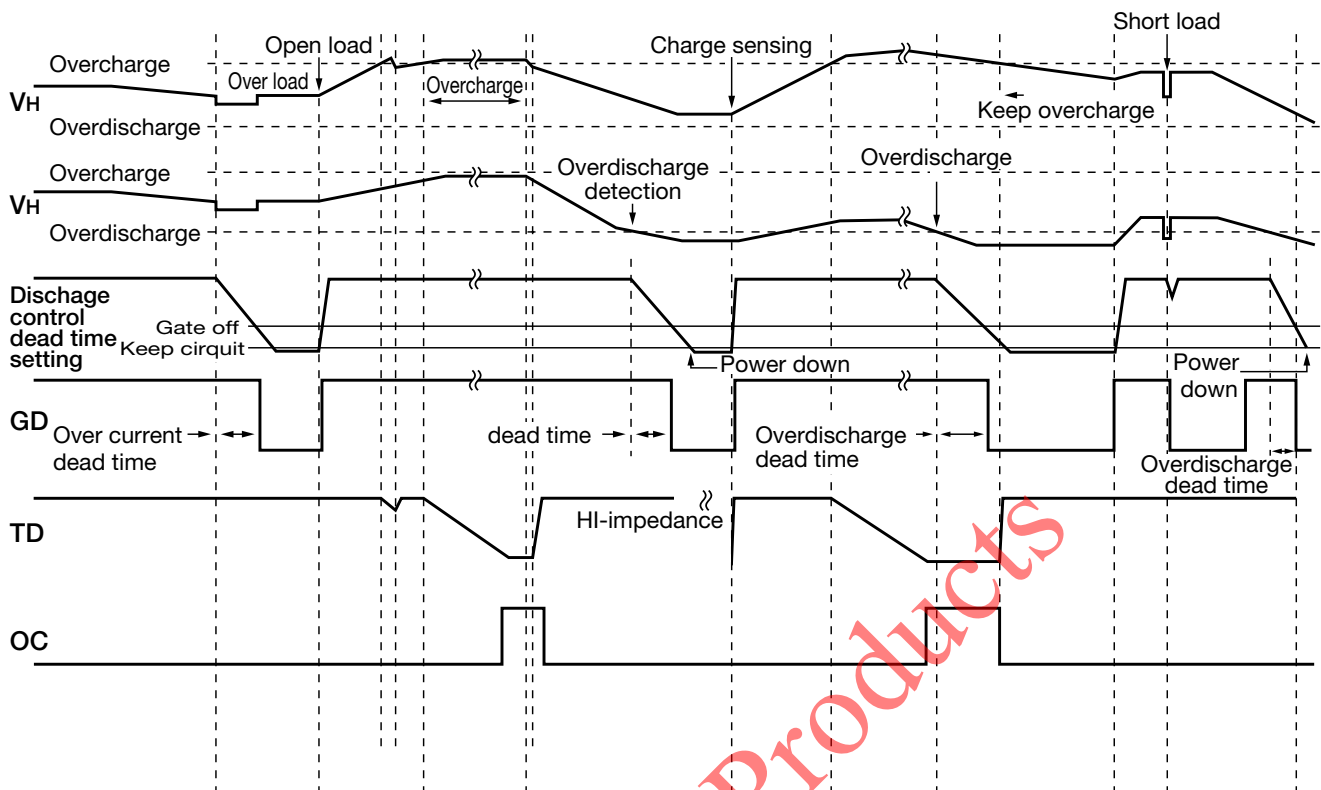 Short load
Open load
Charge sensing
Overcharge
Over load
Overcharge
VH
Keep overcharge
Overdischarge
Overcharge
Overdischarge
detection
Overdischarge
VH
Overdischarge
Dischage
control
dead time
setting
Gate off
Keep cirquit
Power down
Power
down
GD
Over current
dead time
dead time
Overdischarge
dead time
Overdischarge
dead time
TD
HI-impedance
OC
Products